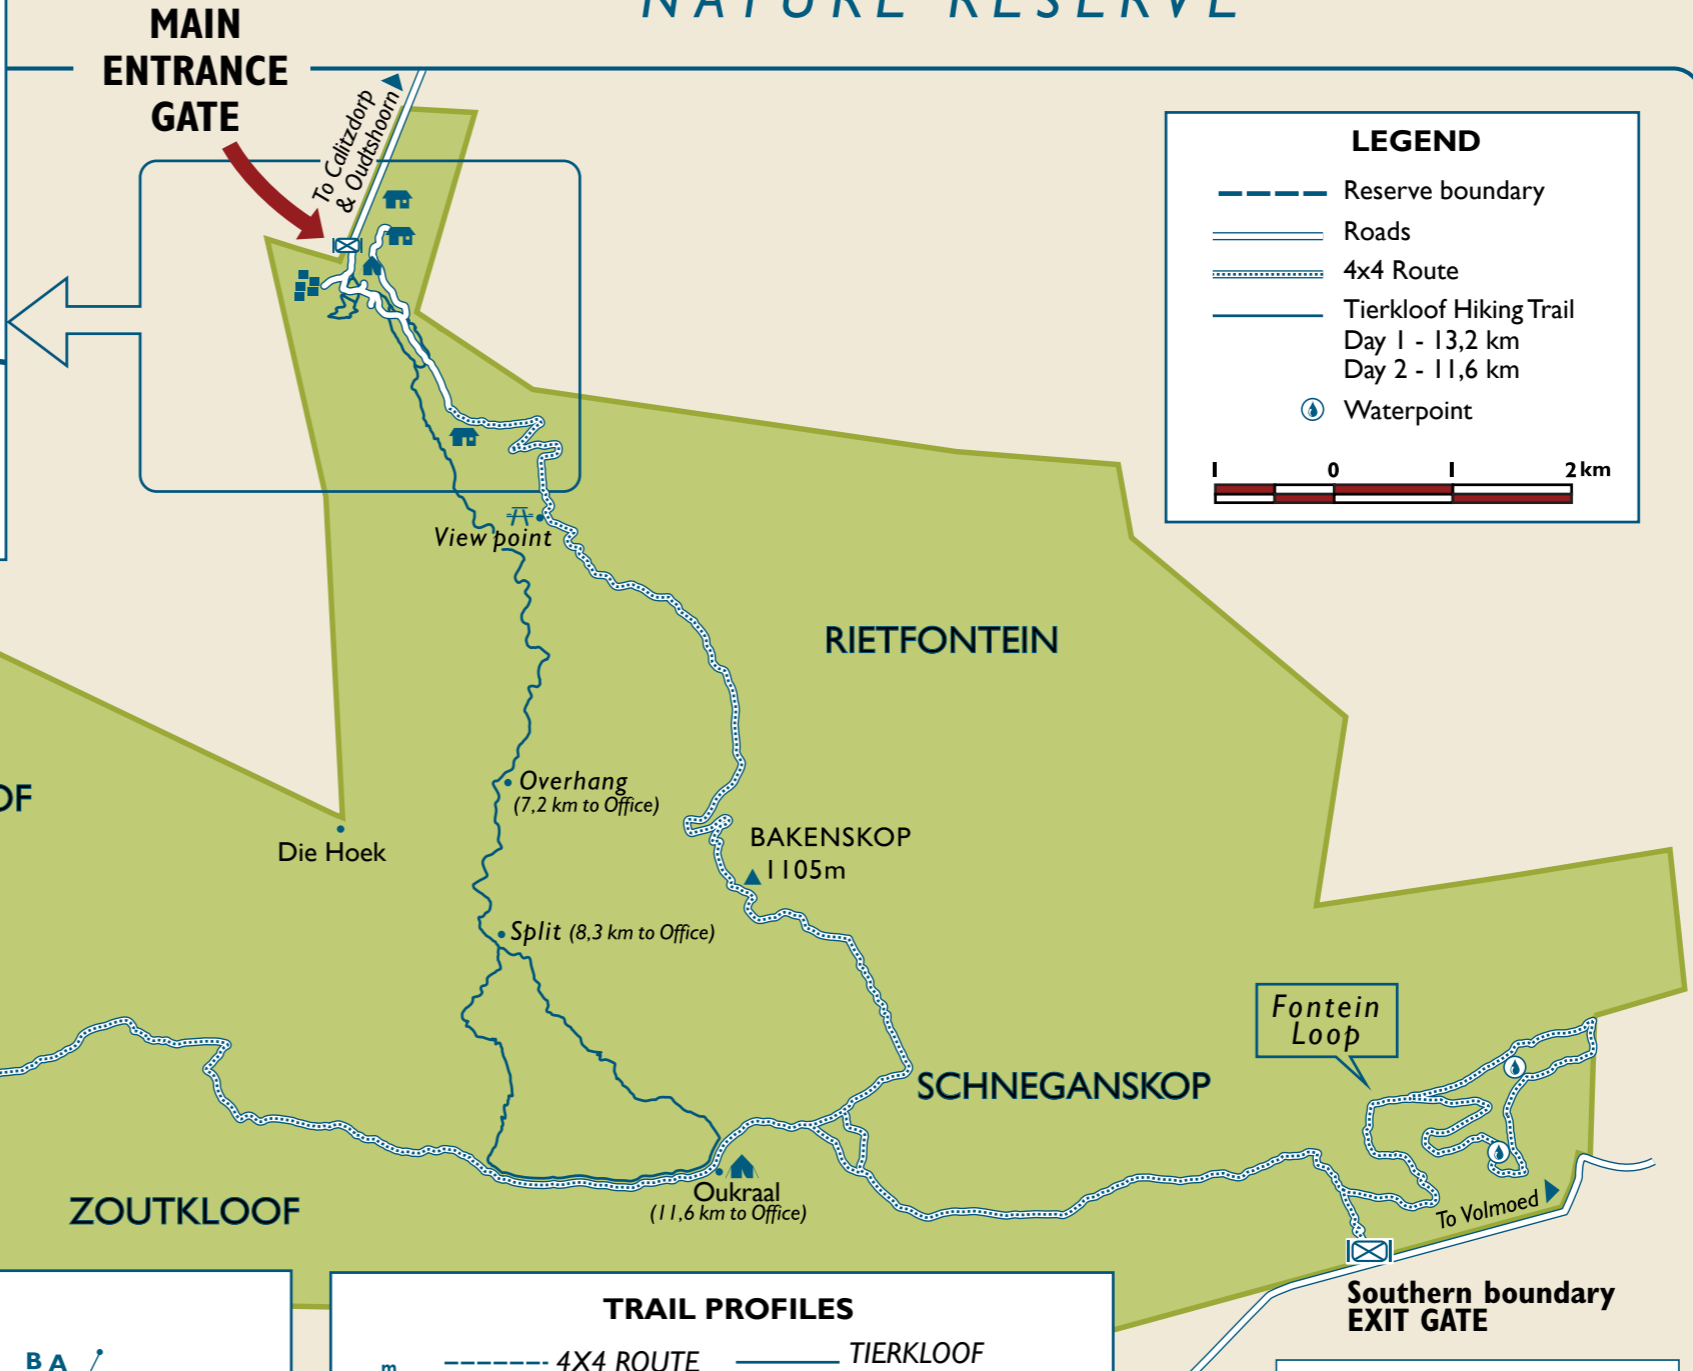 NATURE RESERVE
MAIN
ENTRANCE
GATE
To Calitzdorp
& Oudtshoorn
LEGEND
Reserve boundary
Roads
4x4 Route
Tierkloof Hiking Trail
Day 1 - 13,2 km
Day 2 - 11,6 km
Waterpoint
1 0 1 2 km
View point
RIETFONTEIN
Overhang
(7,2 km to Office)
OF
Die Hoek
BAKENSKOP
1105m
Split (8,3 km to Office)
Fontein
Loop
SCHNEGANSKOP
ZOUTKLOOF
Oukraal
(11,6 km to Office)
To Volmoed
Southern boundary
EXIT GATE
TRAIL PROFILES
B A
m
4X4 ROUTE
TIERKLOOF